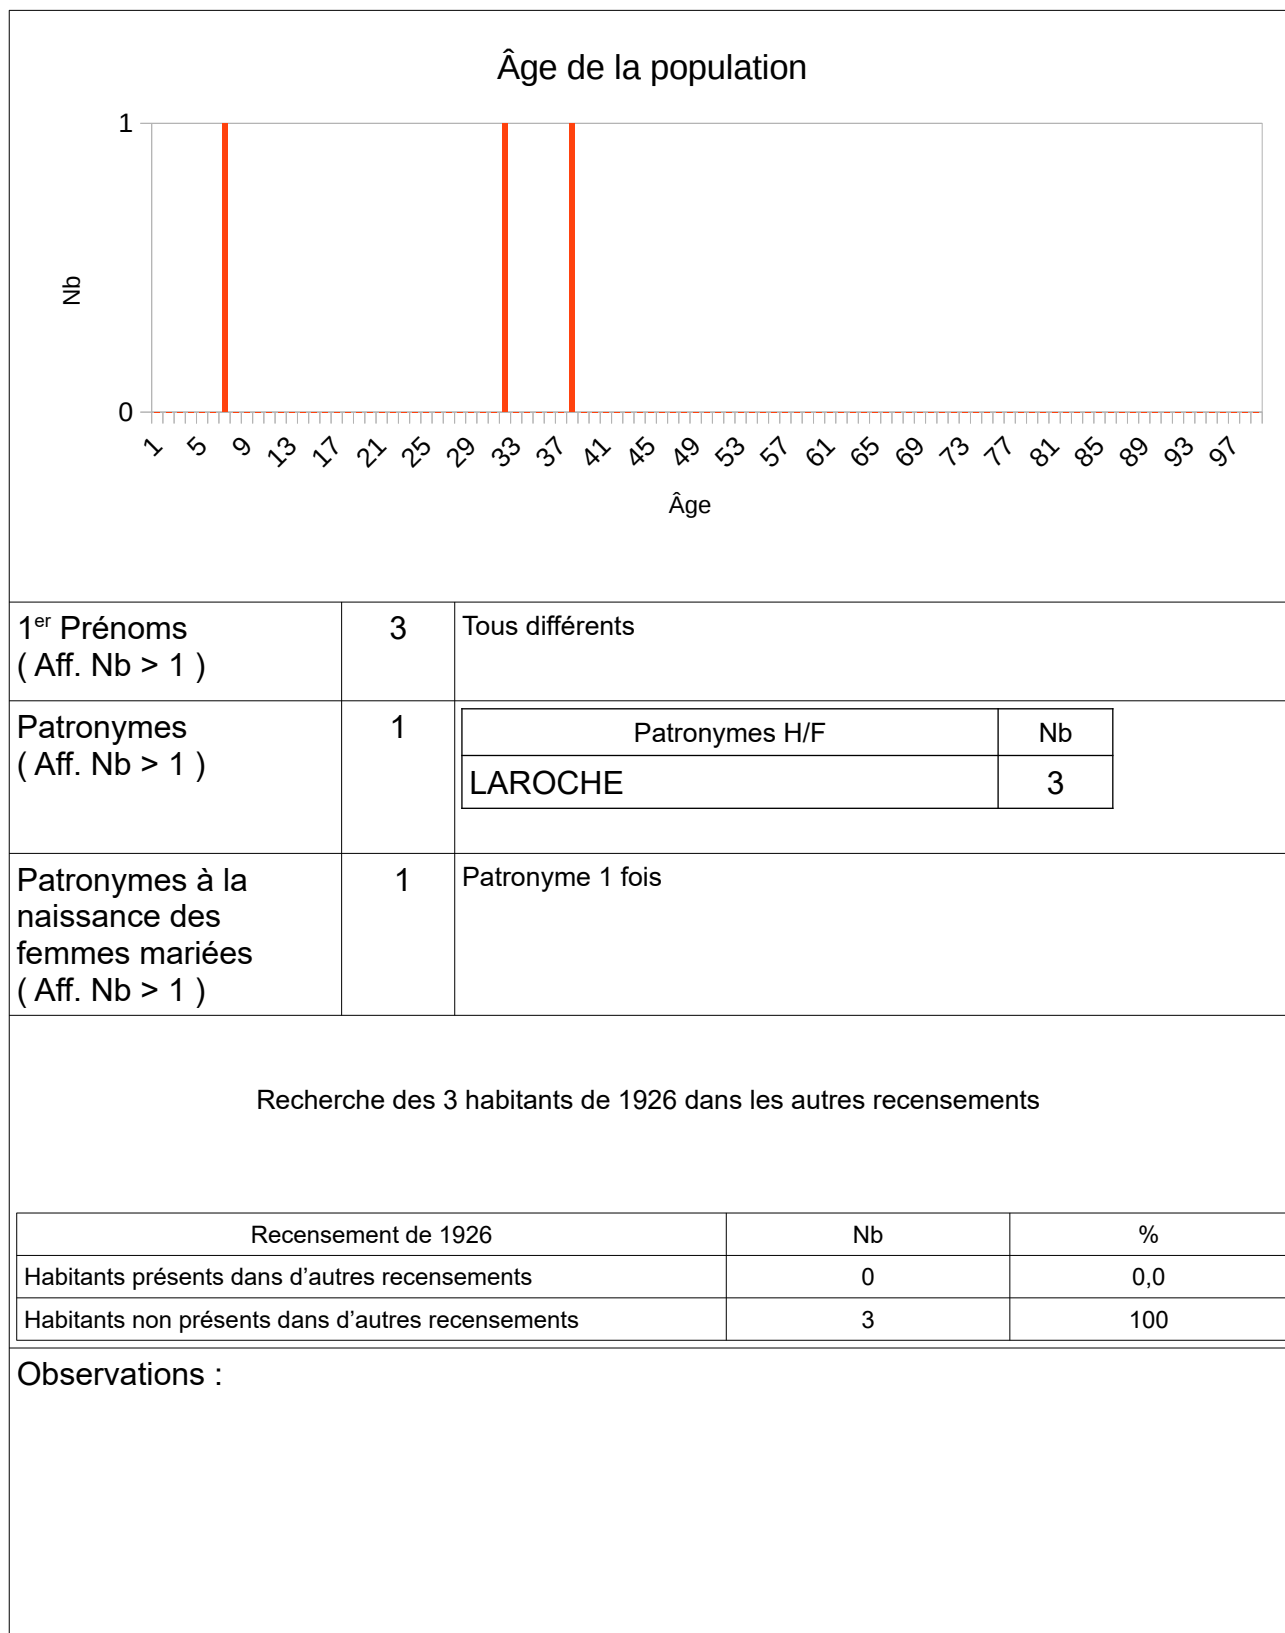 Âge de la population
1
Nb
0
1 5 9 13 17 21 25 29 33 37 41 45 49 53 57 61 65 69 73 77 81 85 89 93 97
Âge
1er Prénoms 3 Tous différents
( Aff. Nb > 1 )
Patronymes 1 Patronymes H/F Nb
( Aff. Nb > 1 )
LAROCHE 3
Patronymes à la 1 Patronyme 1 fois
naissance des
femmes mariées
( Aff. Nb > 1 )
Recherche des 3 habitants de 1926 dans les autres recensements
Recensement de 1926 Nb %
Habitants présents dans d’autres recensements 0 0,0
Habitants non présents dans d’autres recensements 3 100
Observations :